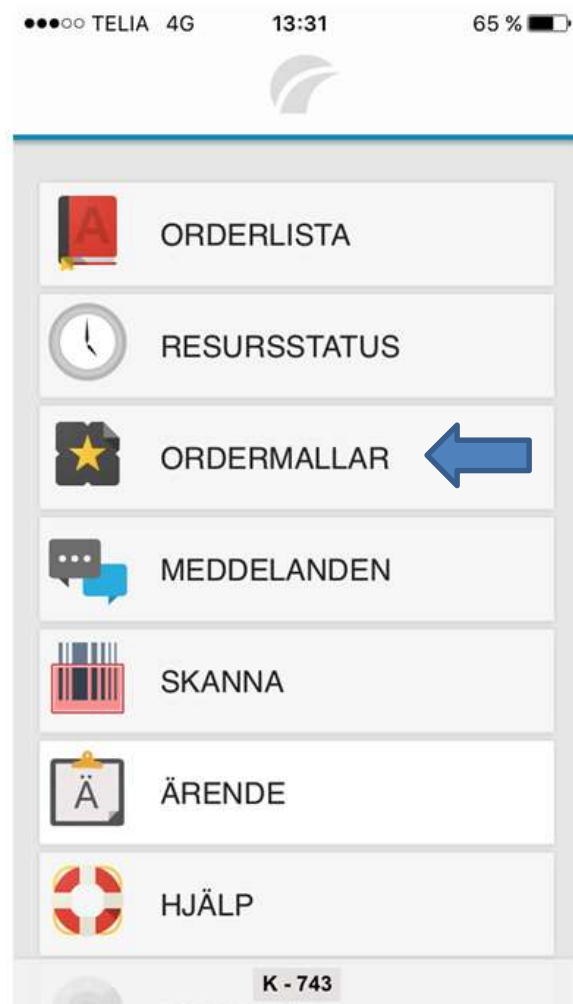 ●●●○○ TELIA 4G 13:31 65 %
ORDERLISTA
RESURSSTATUS
ORDERMALLAR
MEDDELANDEN
SKANNA
Ä ÄRENDE
HJÄLP
K - 743